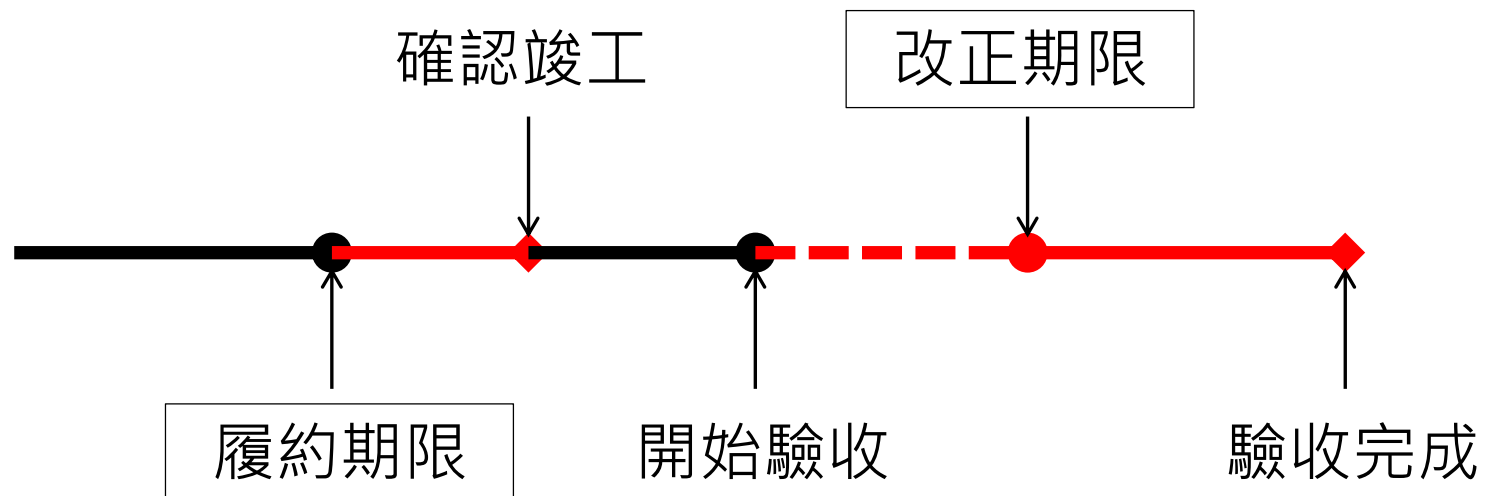 確認竣工
改正期限
履約期限
開始驗收
驗收完成